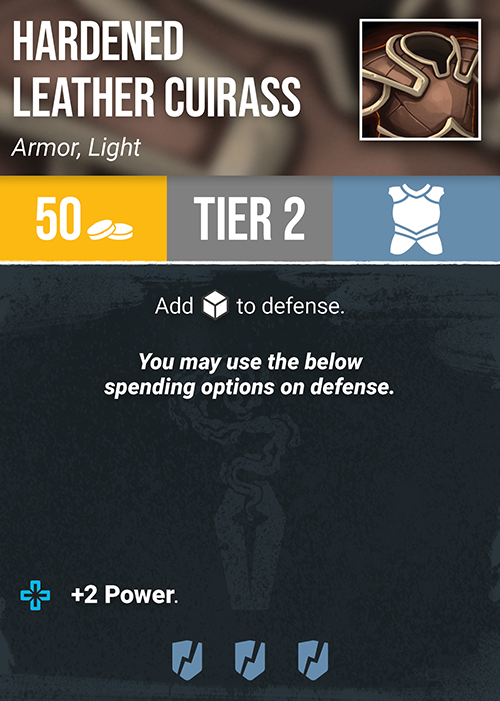 HARDENED
LEATHER CUIRASS
Armor, Light
50
TIER 2
Add to defense.
You may use the below
spending options on defense.
+2 Power.